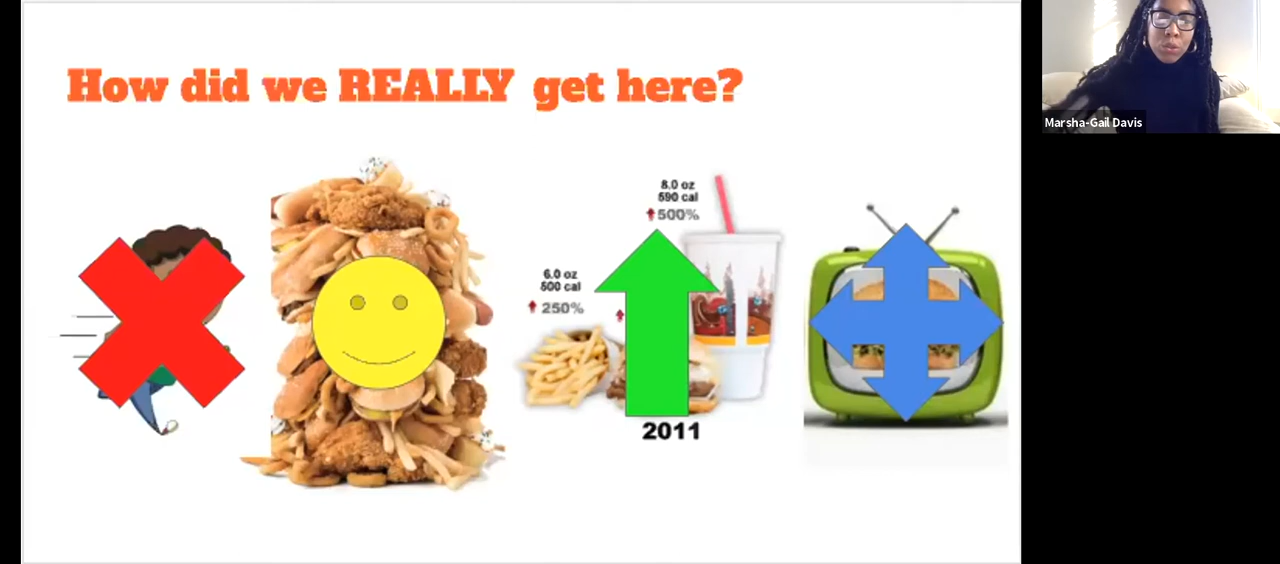 How did we REALLY get here?
8.0 oz
590 cal
500%
6.0 oz
500 cal
250%
2011
Marsha-Gail Davis